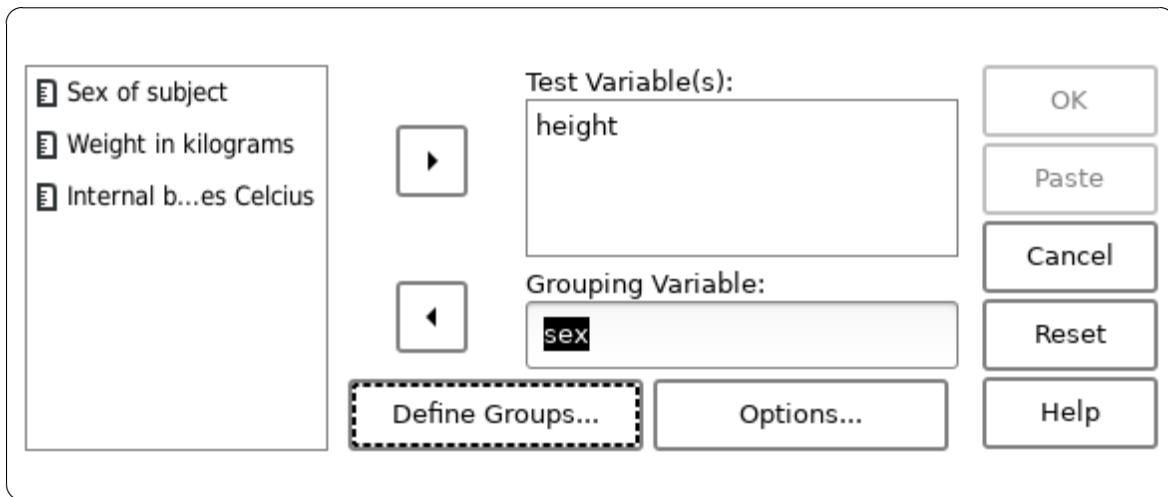 Sex of subject
Weight in kilograms
Internal b...es Celcius
Test Variable(s):
height
Grouping Variable:
sex
Define Groups...
Options...
OK
Paste
Cancel
Reset
Help